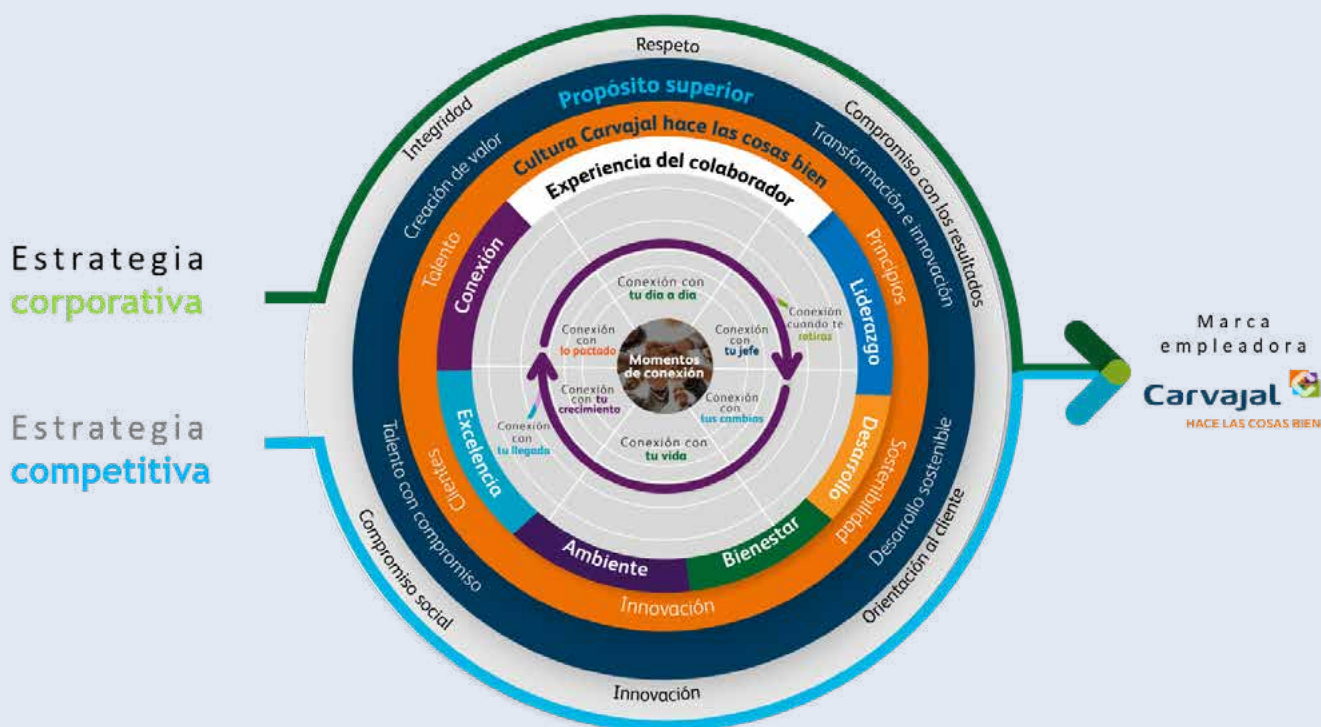 Estrategia
corporativa
Estrategia
competitiva
Respeto
Integridad
Compromiso con los resultados
Compromiso social
Orientación al cliente
Innovación
Propósito superior
Creación de valor
Transformación e innovación
Talento con compromiso
Desarrollo sostenible
Cultura Carvajal hace las cosas bien
Talento
Principios
Clientes
Sostenibilidad
Innovación
Experiencia del colaborador
Conexión
Liderazgo
Excelencia
Desarrollo
Ambiente
Bienestar
Conexión con
tu día a día
Conexión
con
lo pactado
Conexión
con
tu jefe
Conexión
cuando te
retiras
Momentos
de conexión
Conexión
con tu
crecimiento
Conexión
con
tus cambios
Conexión
con
tu llegada
Conexión con
tu vida
Marca
empleadora
Carvajal
HACE LAS COSAS BIEN